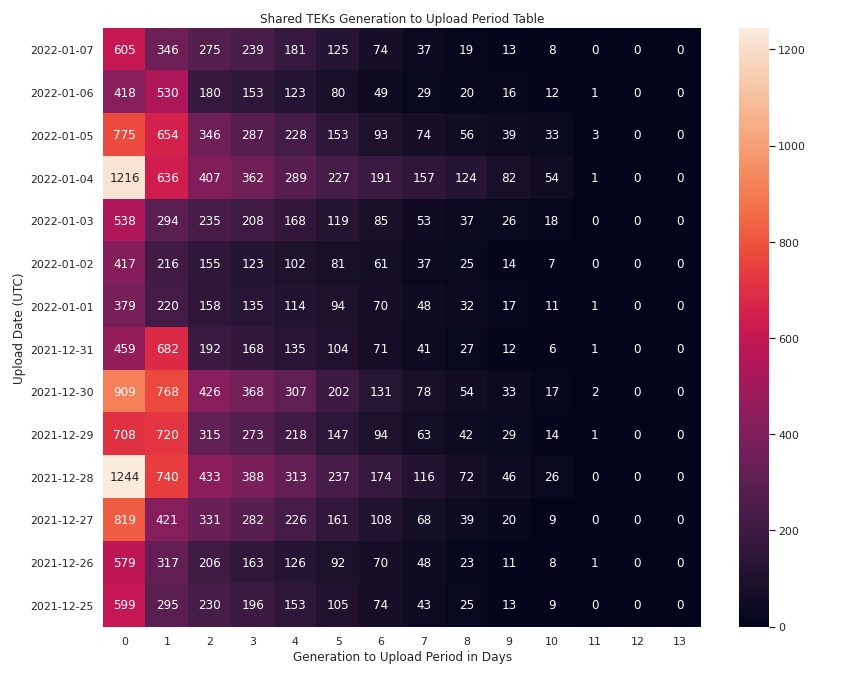 Shared TEKs Generation to Upload Period Table
Upload Date (UTC)
2022-01-07 605 346 275 239 181 125 74 37 19 13 8 0 0 0
2022-01-06 418 530 180 153 123 80 49 29 20 16 12 1 0 0
2022-01-05 775 654 346 287 228 153 93 74 56 39 33 3 0 0
2022-01-04 1216 636 407 362 289 227 191 157 124 82 54 1 0 0
2022-01-03 538 294 235 208 168 119 85 53 37 26 18 0 0 0
2022-01-02 417 216 155 123 102 81 61 37 25 14 7 0 0 0
2022-01-01 379 220 158 135 114 94 70 48 32 17 11 1 0 0
2021-12-31 459 682 192 168 135 104 71 41 27 12 6 1 0 0
2021-12-30 909 768 426 368 307 202 131 78 54 33 17 2 0 0
2021-12-29 708 720 315 273 218 147 94 63 42 29 14 1 0 0
2021-12-28 1244 740 433 388 313 237 174 116 72 46 26 0 0 0
2021-12-27 819 421 331 282 226 161 108 68 39 20 9 0 0 0
2021-12-26 579 317 206 163 126 92 70 48 23 11 8 1 0 0
2021-12-25 599 295 230 196 153 105 74 43 25 13 9 0 0 0
0 1 2 3 4 5 6 7 8 9 10 11 12 13
Generation to Upload Period in Days
1200
1000
800
600
400
200
0